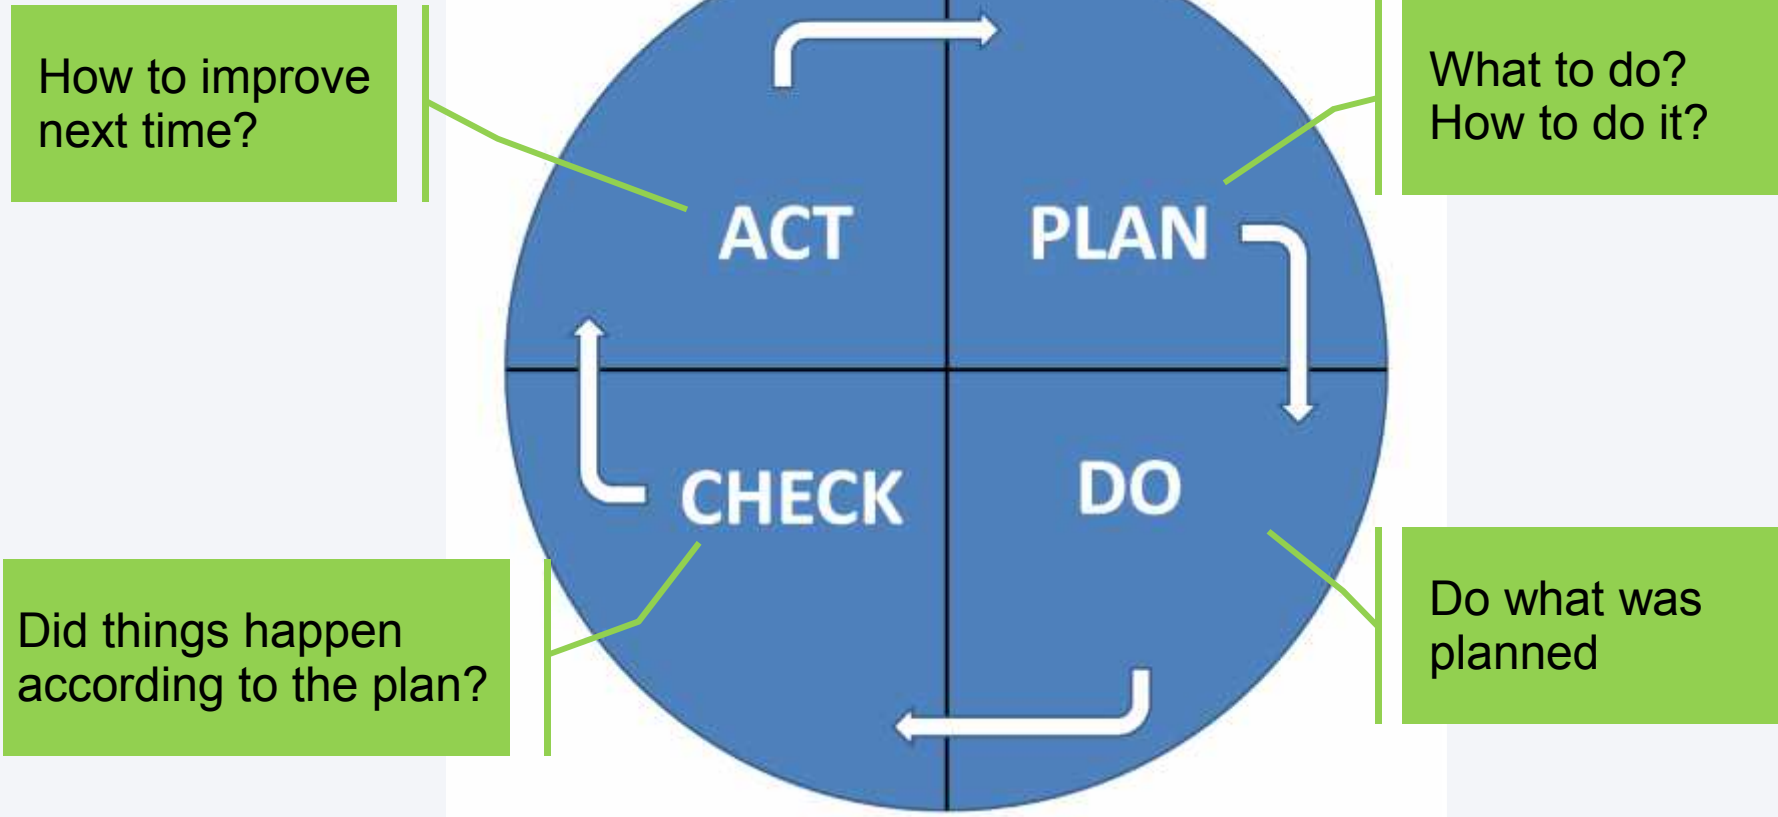 How to improve
next time?
What to do?
How to do it?
ACT
PLAN
CHECK
DO
Did things happen
according to the plan?
Do what was
planned